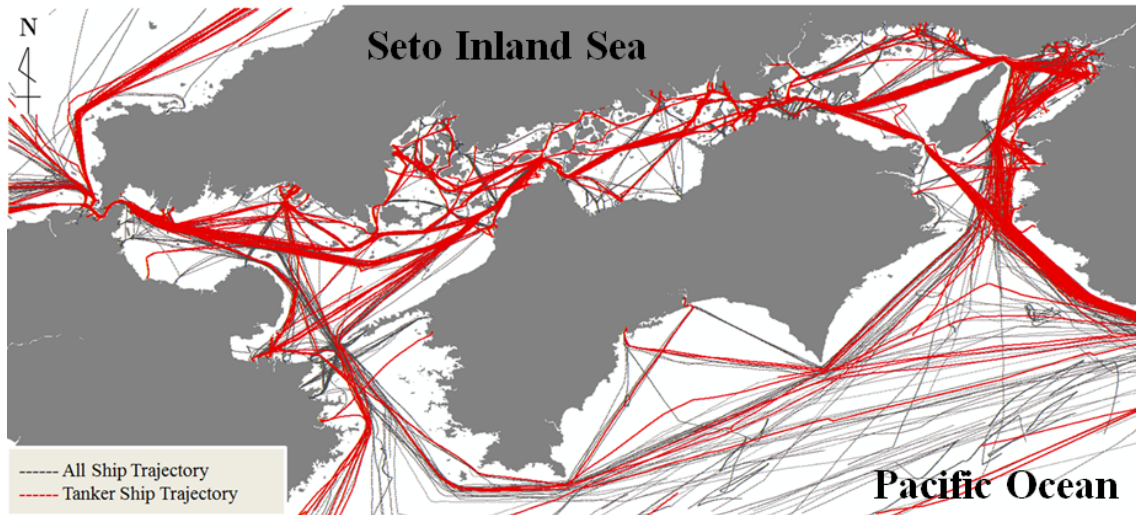 Seto Inland Sea
N
All Ship Trajectory
Tanker Ship Trajectory
Pacific Ocean